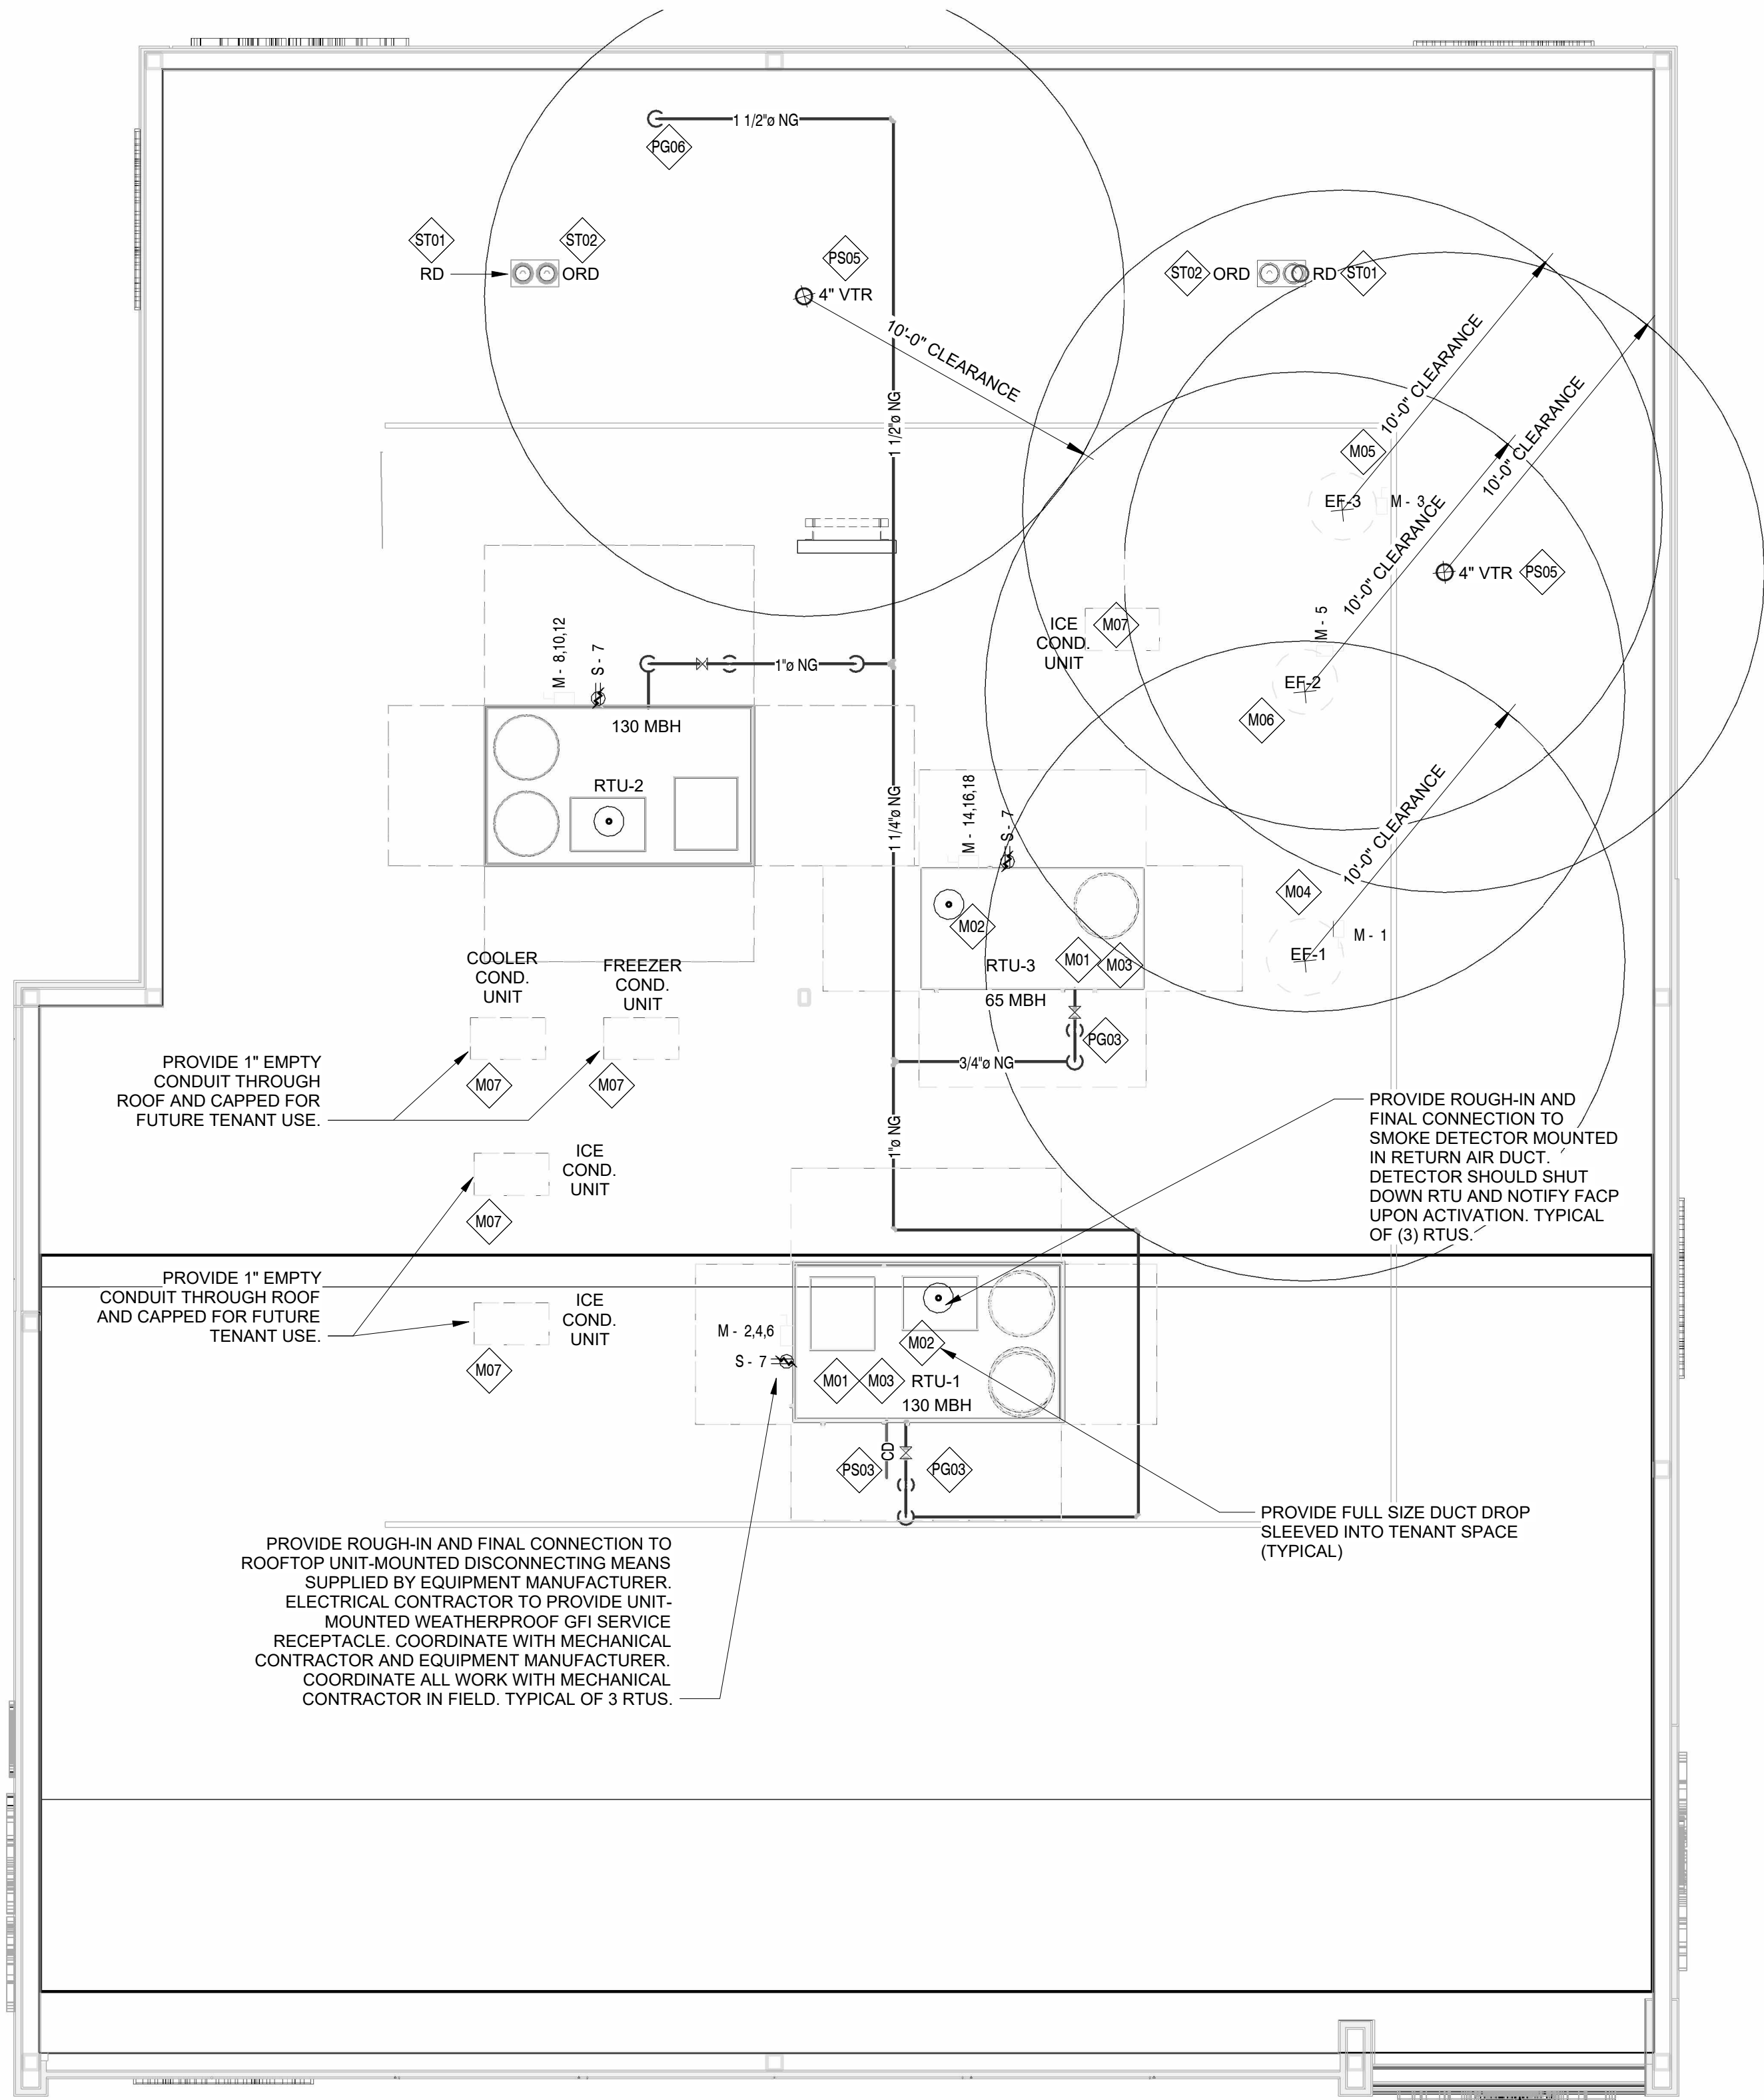 1 1/2"ø NG
PG06
ST01
ST02
RD
ORD
PS05
4" VTR
10'-0" CLEARANCE
ST02
ORD
RD
ST01
1 1/2"ø NG
10'-0" CLEARANCE
10'-0" CLEARANCE
10'-0" CLEARANCE
M05
EF-3
M - 3
4" VTR
PS05
M - 5
EF-2
M06
ICE
COND.
UNIT
M07
M - 8,10,12
S - 7
1"ø NG
130 MBH
RTU-2
1 1/4"ø NG
M - 14,16,18
S - 7
M02
RTU-3
M01
M03
65 MBH
PG03
3/4"ø NG
10'-0" CLEARANCE
M04
EF-1
M - 1
COOLER
COND.
UNIT
FREEZER
COND.
UNIT
M07
M07
PROVIDE 1" EMPTY
CONDUIT THROUGH
ROOF AND CAPPED FOR
FUTURE TENANT USE.
1"ø NG
ICE
COND.
UNIT
M07
PROVIDE ROUGH-IN AND
FINAL CONNECTION TO
SMOKE DETECTOR MOUNTED
IN RETURN AIR DUCT.
DETECTOR SHOULD SHUT
DOWN RTU AND NOTIFY FACP
UPON ACTIVATION. TYPICAL
OF (3) RTUS.
PROVIDE 1" EMPTY
CONDUIT THROUGH ROOF
AND CAPPED FOR FUTURE
TENANT USE.
ICE
COND.
UNIT
M07
M - 2,4,6
S - 7
M02
M01
M03
RTU-1
130 MBH
PS03
CD
PG03
PROVIDE FULL SIZE DUCT DROP
SLEEVED INTO TENANT SPACE
(TYPICAL)
PROVIDE ROUGH-IN AND FINAL CONNECTION TO
ROOFTOP UNIT-MOUNTED DISCONNECTING MEANS
SUPPLIED BY EQUIPMENT MANUFACTURER.
ELECTRICAL CONTRACTOR TO PROVIDE UNIT-
MOUNTED WEATHERPROOF GFI SERVICE
RECEPTACLE. COORDINATE WITH MECHANICAL
CONTRACTOR AND EQUIPMENT MANUFACTURER.
COORDINATE ALL WORK WITH MECHANICAL
CONTRACTOR IN FIELD. TYPICAL OF 3 RTUS.